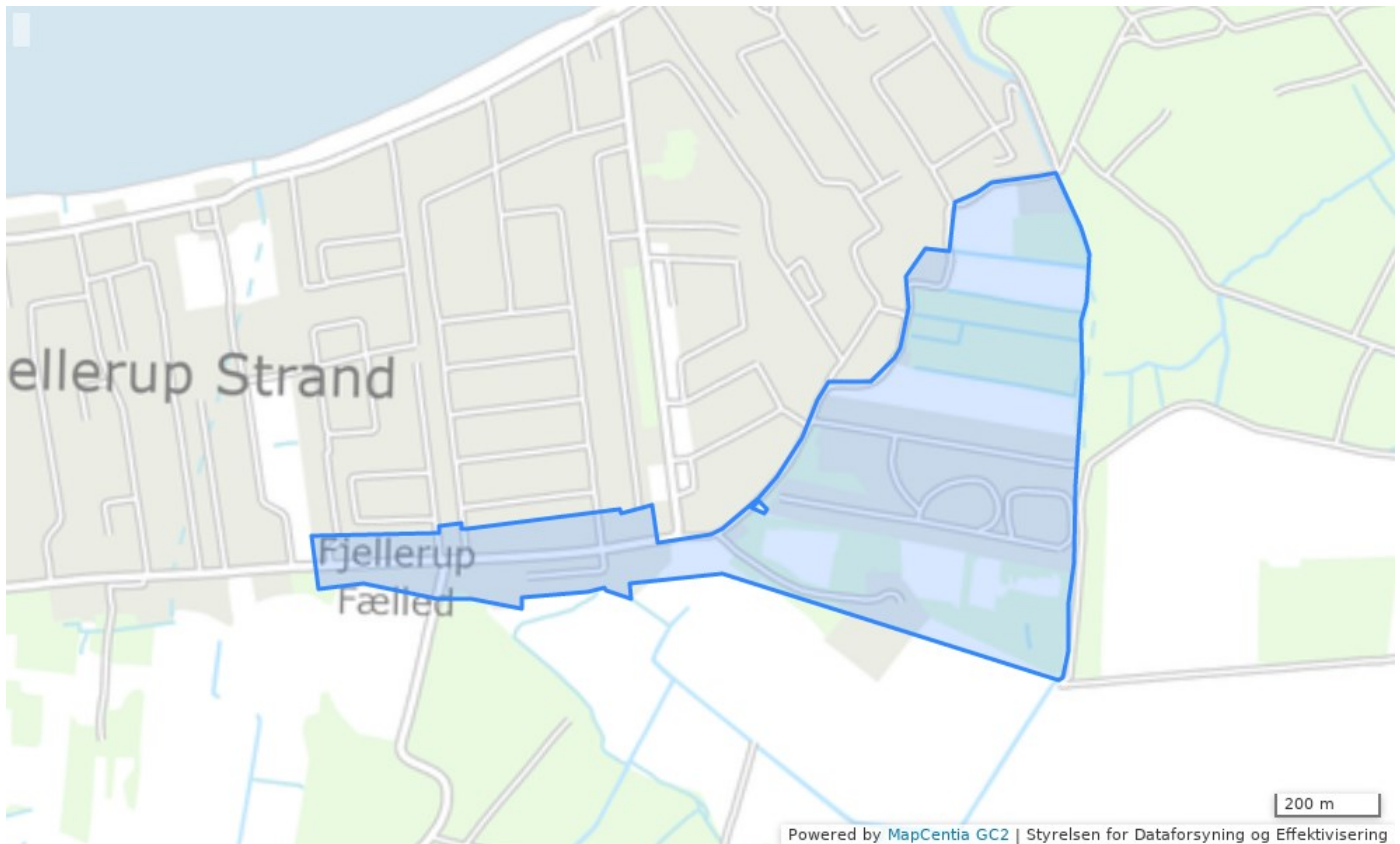 ellerup Strand
Fjellerup
Fælled
200 m
Powered by MapCentia GC2 | Styrelsen for Dataforsyning og Effektivisering